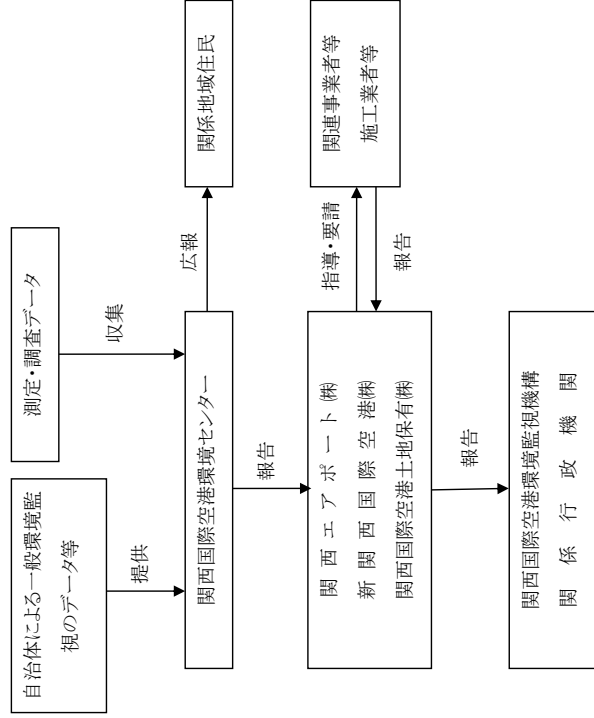 自治体による一般環境監
視のデータ等
測定・調査データ
提供
収集
関西国際空港環境センター
広報
関係地域住民
報告
関西エアポート㈱
新関西国際空港㈱
関西国際空港土地保有㈱
指導・要請
報告
関連事業者等
施工業者等
報告
関西国際空港環境監視機構
関係行政機関